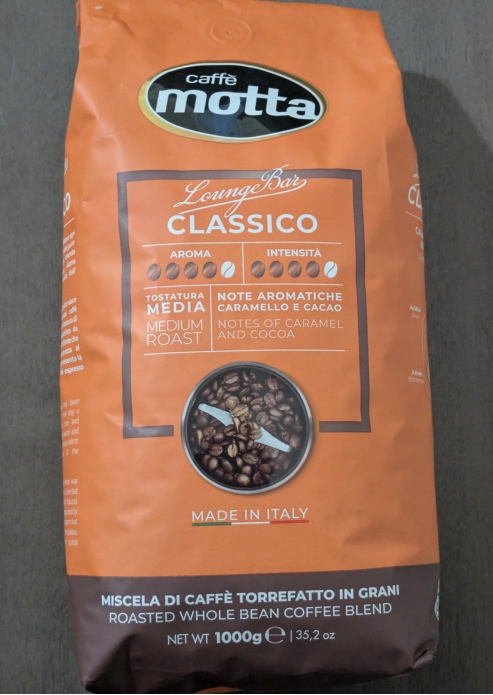 caffè
motta
Lounge Bar
CLASSICO
AROMA
INTENSITÀ
TOSTATURA
MEDIA
MEDIUM
ROAST
NOTE AROMATICHE
CARAMELLO E CACAO
NOTES OF CARAMEL
AND COCOA
MADE IN ITALY
MISCELA DI CAFFÈ TORREFATTO IN GRANI
ROASTED WHOLE BEAN COFFEE BLEND
NET WT 1000g ℮ | 35,2 oz